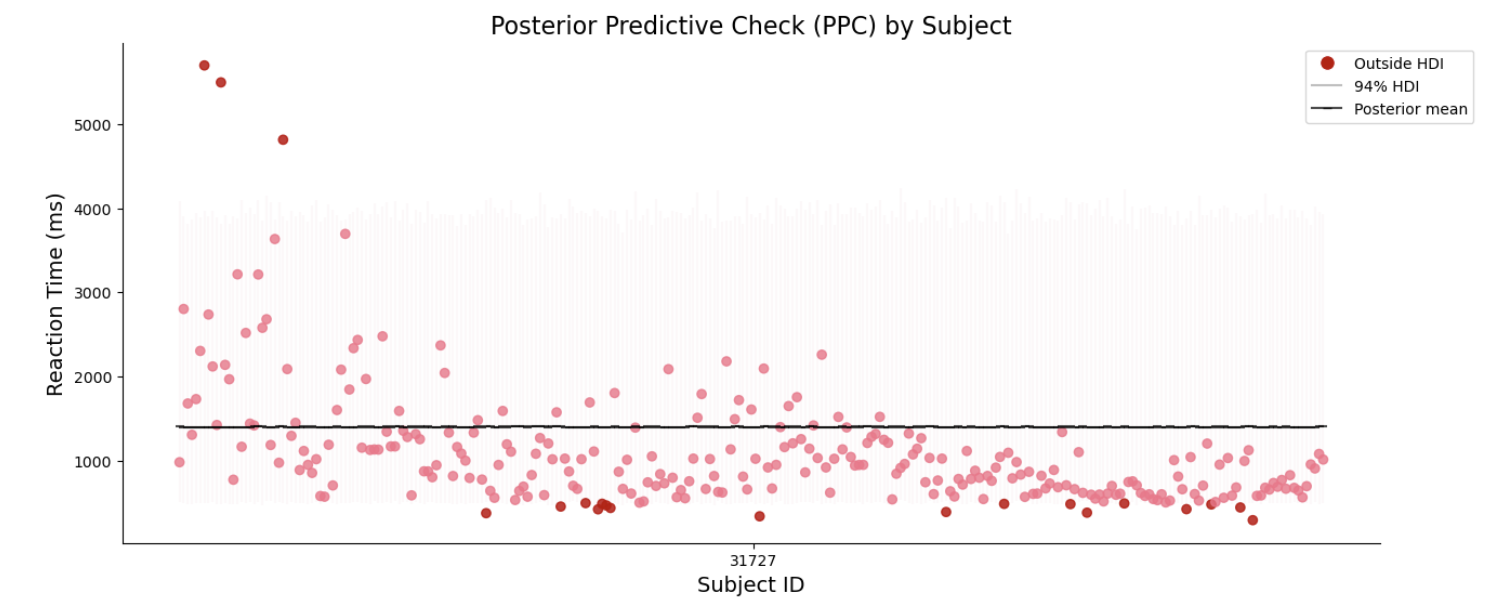 Posterior Predictive Check (PPC) by Subject
Outside HDI
94% HDI
Posterior mean
Reaction Time (ms)
5000
4000
3000
2000
1000
31727
Subject ID